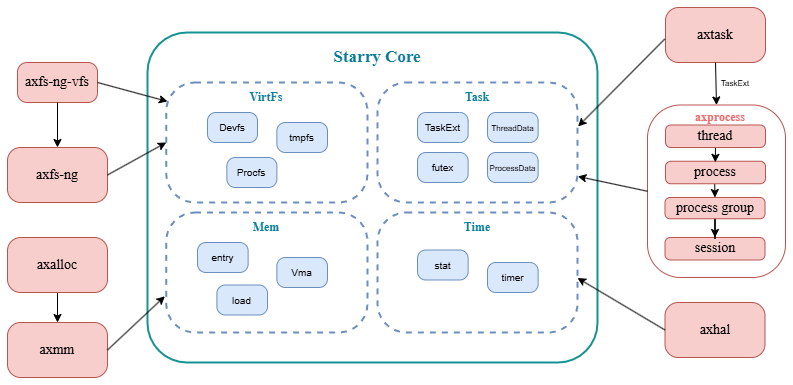 Starry Core
axfs-ng-vfs
axfs-ng
axalloc
axmm
VirtFs
Devfs
tmpfs
Procfs
Task
TaskExt
ThreadData
futex
ProcessData
Mem
entry
Vma
load
Time
stat
timer
axtask
TaskExt
axprocess
thread
process
process group
session
axhal